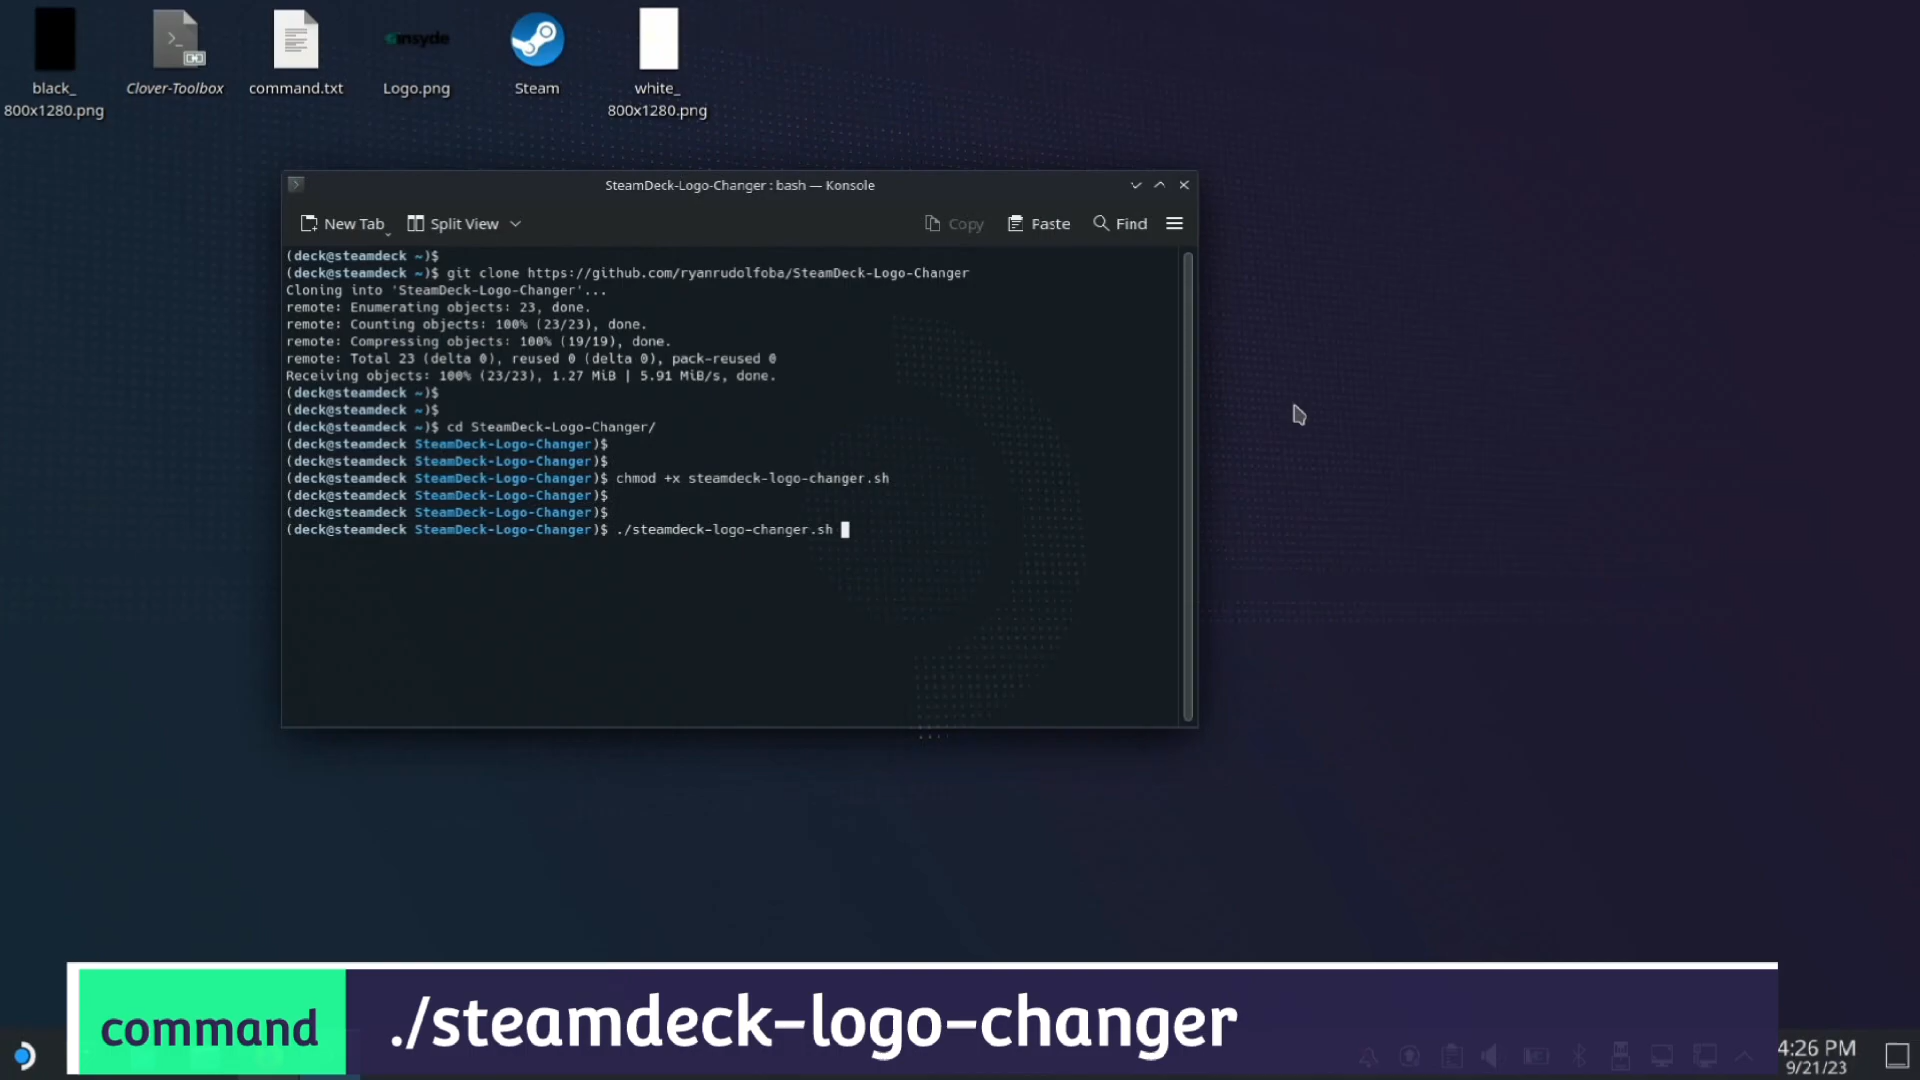 black_
800x1280.png
Clover-Toolbox
command.txt
insyde
Logo.png
Steam
white_
800x1280.png
SteamDeck-Logo-Changer : bash — Konsole
New Tab
Split View
Copy
Paste
Find
(deck@steamdeck ~)$
(deck@steamdeck ~)$ git clone https://github.com/ryanrudolfoba/SteamDeck-Logo-Changer
Cloning into 'SteamDeck-Logo-Changer'...
remote: Enumerating objects: 23, done.
remote: Counting objects: 100% (23/23), done.
remote: Compressing objects: 100% (19/19), done.
remote: Total 23 (delta 0), reused 0 (delta 0), pack-reused 0
Receiving objects: 100% (23/23), 1.27 MiB | 5.91 MiB/s, done.
(deck@steamdeck ~)$
(deck@steamdeck ~)$
(deck@steamdeck ~)$ cd SteamDeck-Logo-Changer/
(deck@steamdeck SteamDeck-Logo-Changer)$
(deck@steamdeck SteamDeck-Logo-Changer)$
(deck@steamdeck SteamDeck-Logo-Changer)$ chmod +x steamdeck-logo-changer.sh
(deck@steamdeck SteamDeck-Logo-Changer)$
(deck@steamdeck SteamDeck-Logo-Changer)$
(deck@steamdeck SteamDeck-Logo-Changer)$ ./steamdeck-logo-changer.sh
command
./steamdeck-logo-changer
4:26 PM
9/21/23